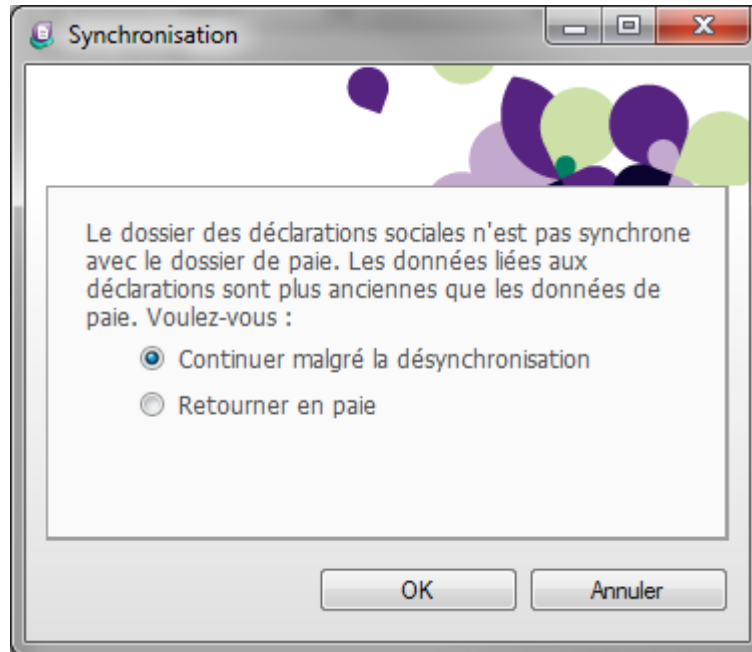 Synchronisation
Le dossier des déclarations sociales n'est pas synchrone
avec le dossier de paie. Les données liées aux
déclarations sont plus anciennes que les données de
paie. Voulez-vous :
Continuer malgré la désynchronisation
Retourner en paie
OK
Annuler